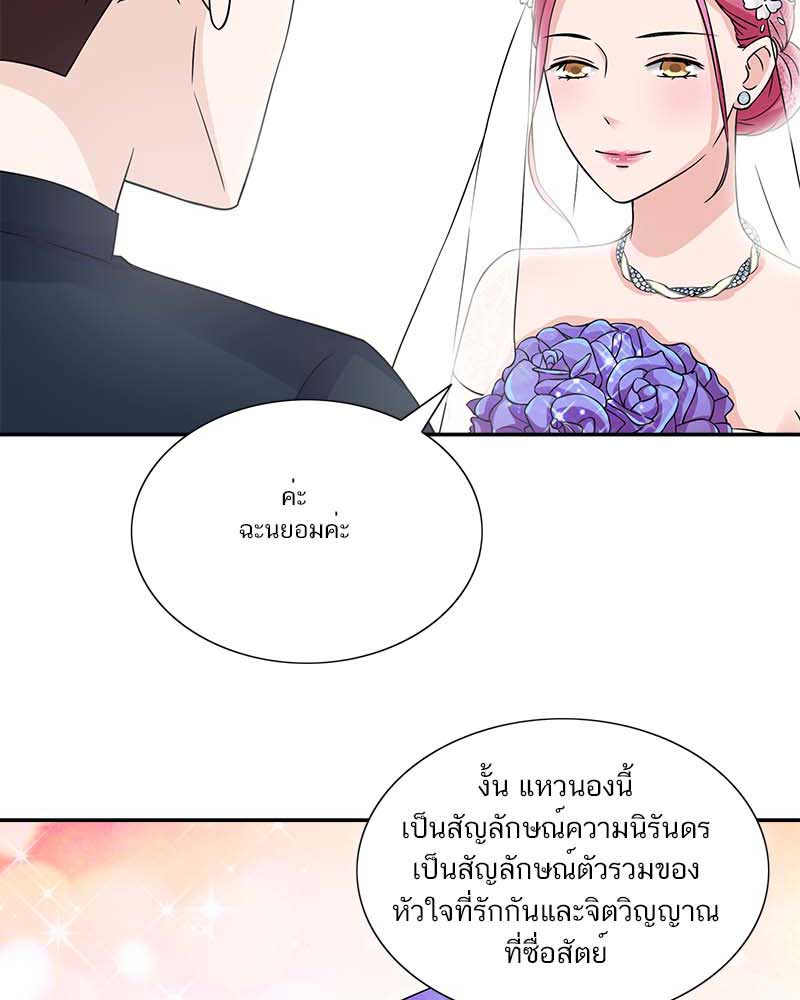 ค่ะ
ฉะนยอมค่ะ
งั้น แหวนองนี้
เป็นสัญลักษณ์ความนิรันดร
เป็นสัญลักษณ์ตัวรวมของ
หัวใจที่รักกันและจิตวิญญาณ
ที่ซื่อสัตย์